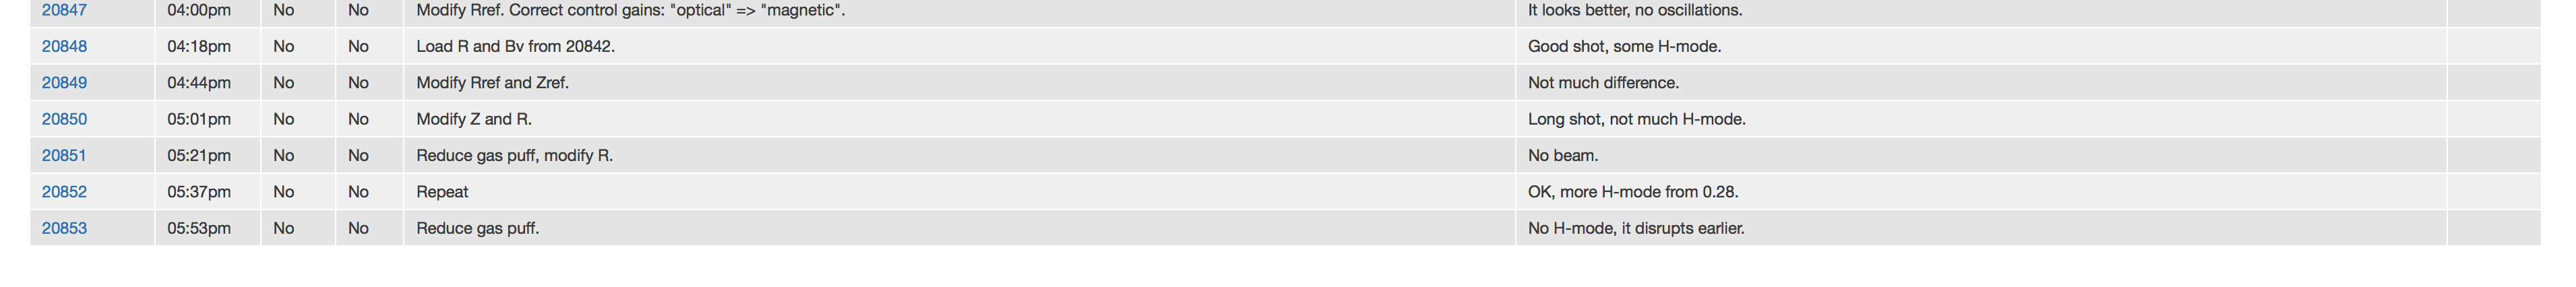 20847 04:00pm No No Modify Rref. Correct control gains: "optical" => "magnetic". It looks better, no oscillations.
20848 04:18pm No No Load R and Bv from 20842. Good shot, some H-mode.
20849 04:44pm No No Modify Rref and Zref. Not much difference.
20850 05:01pm No No Modify Z and R. Long shot, not much H-mode.
20851 05:21pm No No Reduce gas puff, modify R. No beam.
20852 05:37pm No No Repeat OK, more H-mode from 0.28.
20853 05:53pm No No Reduce gas puff. No H-mode, it disrupts earlier.